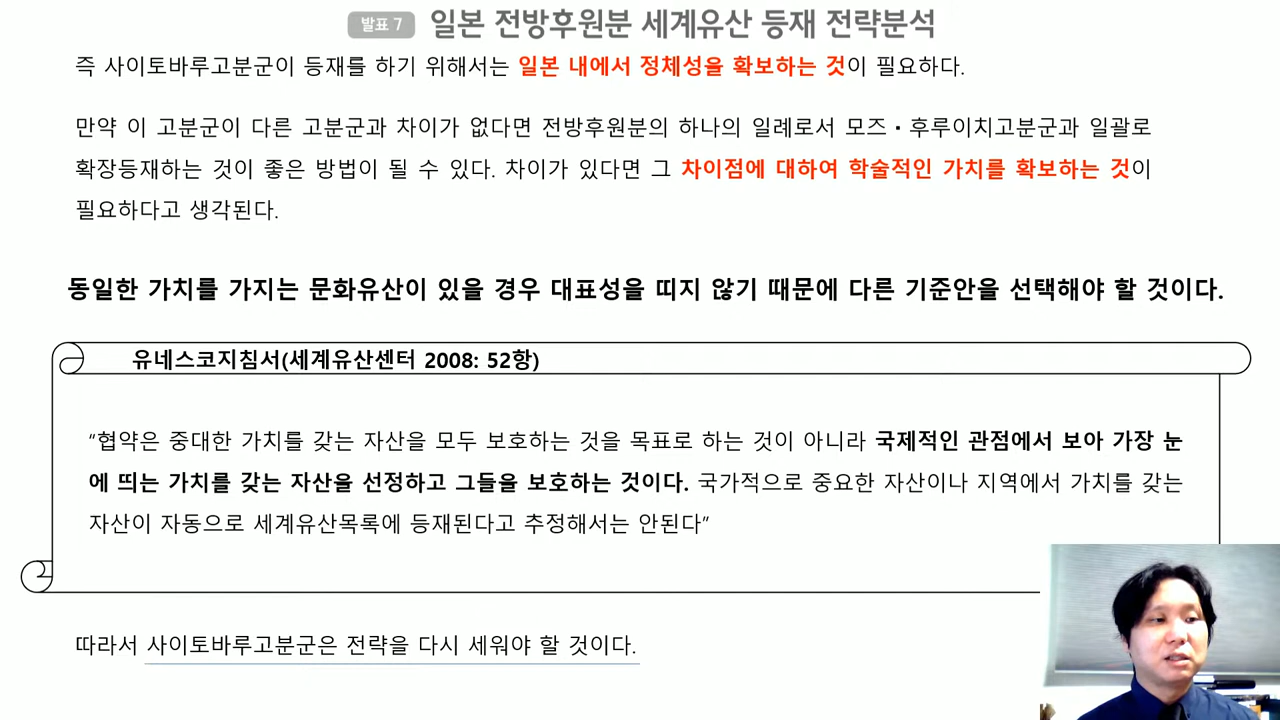 발표 7 일본 전방후원분 세계유산 등재 전략분석
즉 사이토바루고분군이 등재를 하기 위해서는 일본 내에서 정체성을 확보하는 것이 필요하다.
만약 이 고분군이 다른 고분군과 차이가 없다면 전방후원분의 하나의 일례로서 모즈・후루이치고분군과 일괄로
확장등재하는 것이 좋은 방법이 될 수 있다. 차이가 있다면 그 차이점에 대하여 학술적인 가치를 확보하는 것이
필요하다고 생각된다.
동일한 가치를 가지는 문화유산이 있을 경우 대표성을 띠지 않기 때문에 다른 기준안을 선택해야 할 것이다.
유네스코지침서(세계유산센터 2008: 52항)
“협약은 중대한 가치를 갖는 자산을 모두 보호하는 것을 목표로 하는 것이 아니라 국제적인 관점에서 보아 가장 눈
에 띄는 가치를 갖는 자산을 선정하고 그들을 보호하는 것이다. 국가적으로 중요한 자산이나 지역에서 가치를 갖는
자산이 자동으로 세계유산목록에 등재된다고 추정해서는 안된다”
따라서 사이토바루고분군은 전략을 다시 세워야 할 것이다.